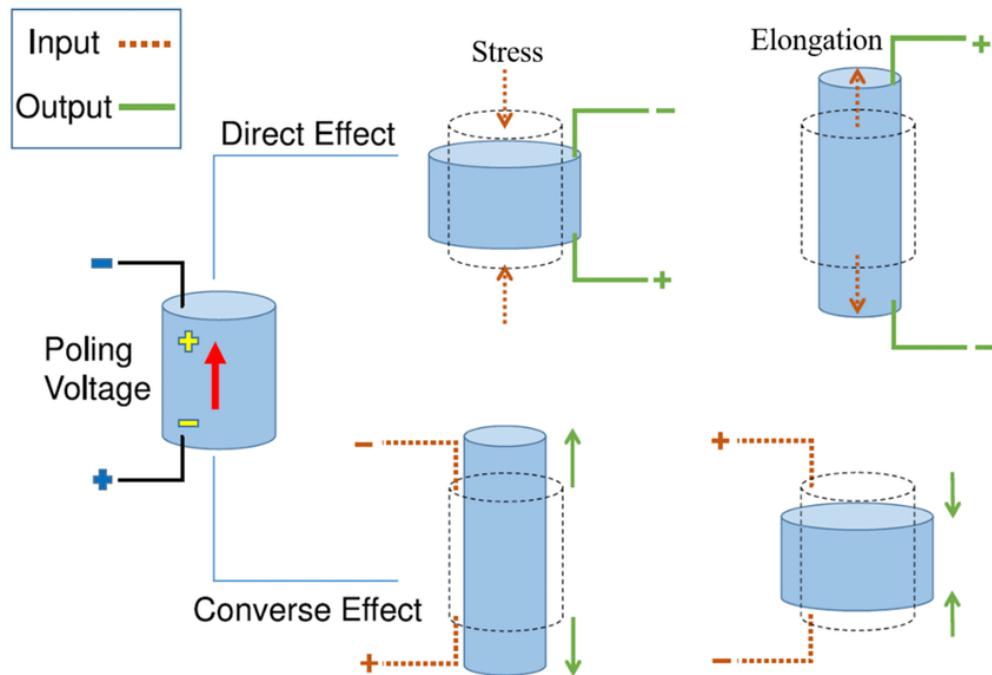 Input
Output
Stress
Elongation
+
−
Direct Effect
+
−
−
Poling
Voltage
+
−
+
−
+
Converse Effect
+
−